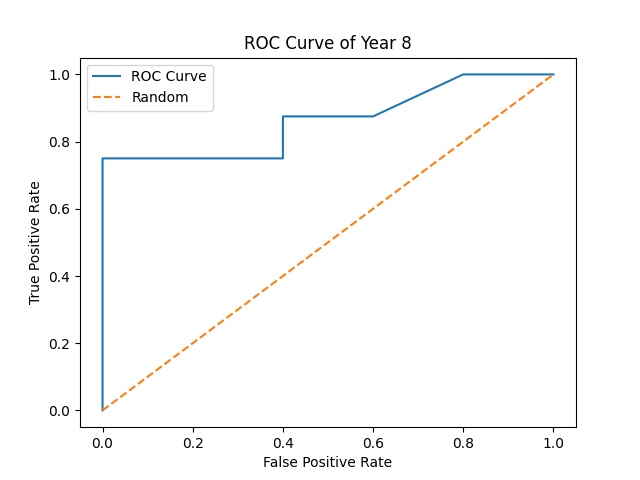 ROC Curve of Year 8
ROC Curve
Random
True Positive Rate
1.0
0.8
0.6
0.4
0.2
0.0
0.0 0.2 0.4 0.6 0.8 1.0
False Positive Rate